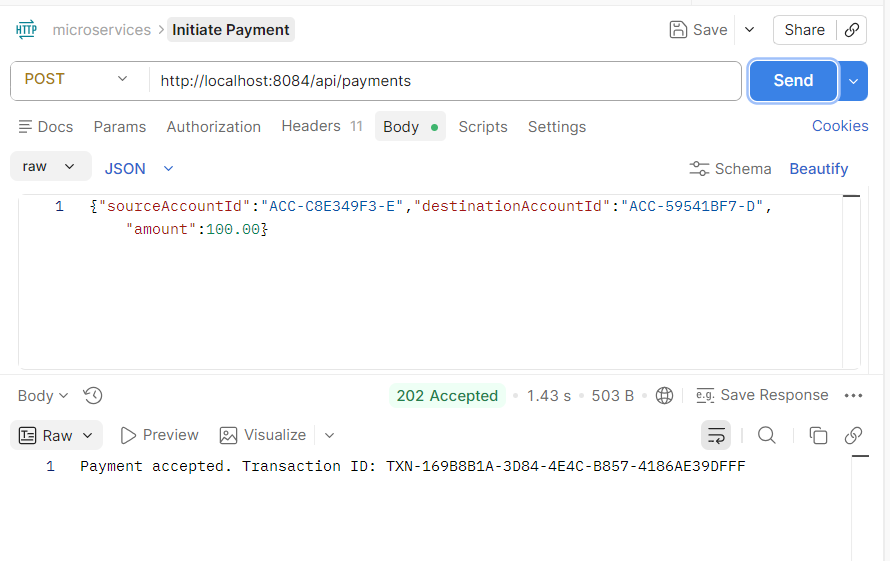 HTTP microservices > Initiate Payment Save Share
POST http://localhost:8084/api/payments Send
Docs Params Authorization Headers 11 Body Scripts Settings Cookies
raw JSON Schema Beautify
1 {"sourceAccountId":"ACC-C8E349F3-E","destinationAccountId":"ACC-59541BF7-D",
"amount":100.00}
Body 202 Accepted • 1.43 s • 503 B • e.g. Save Response
Raw Preview Visualize
1 Payment accepted. Transaction ID: TXN-169B8B1A-3D84-4E4C-B857-4186AE39DFFF